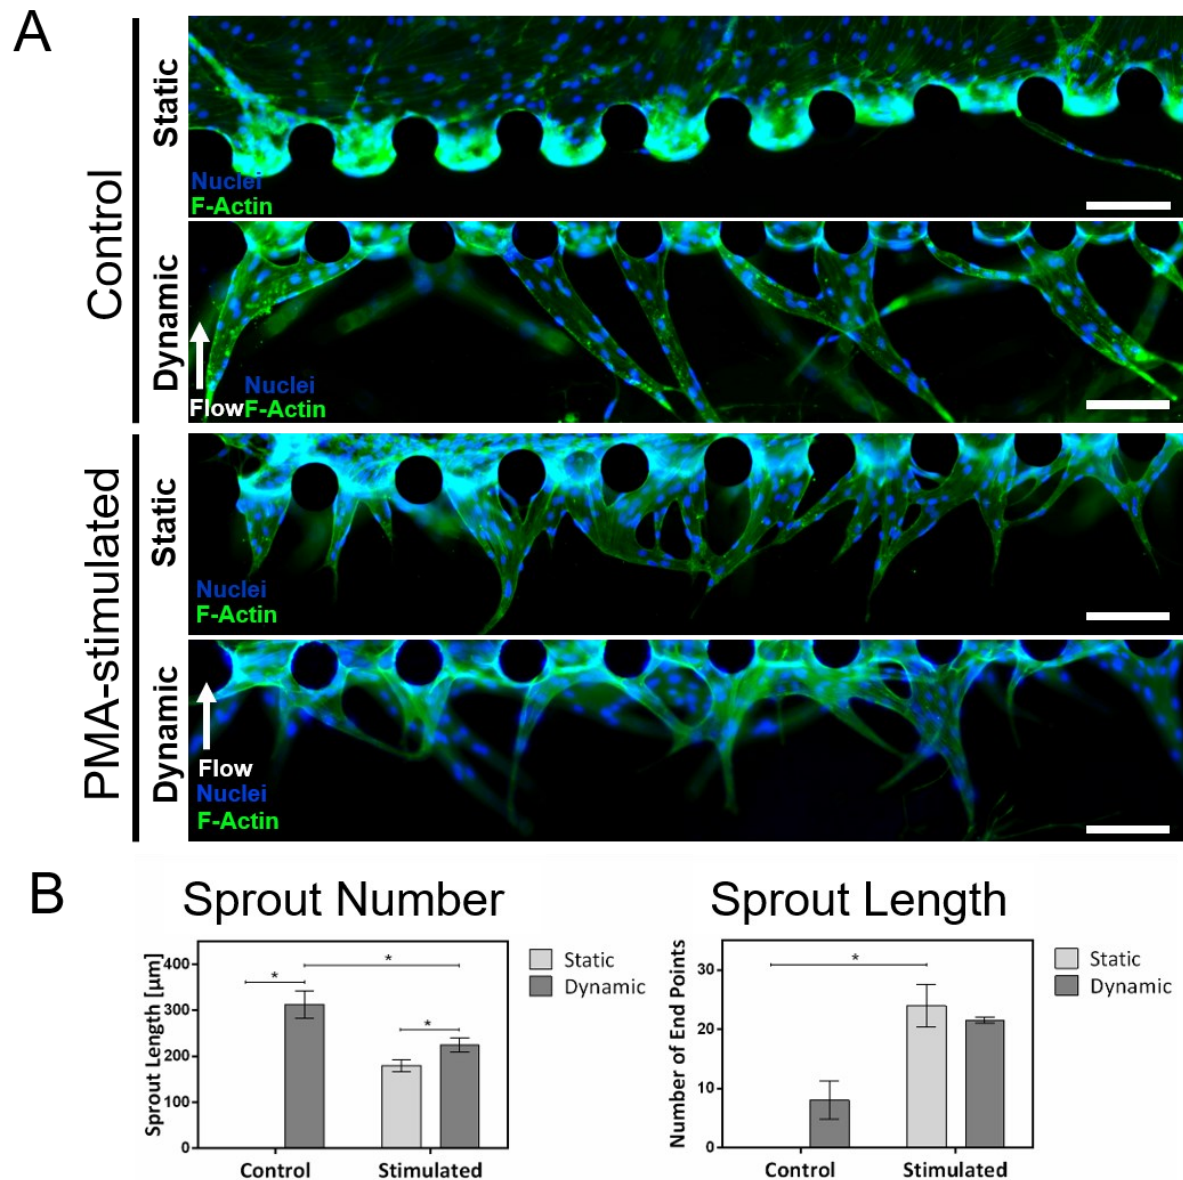 A
Control
Static
Nuclei
F-Actin
Dynamic
Nuclei
Flow F-Actin
PMA-stimulated
Static
Nuclei
F-Actin
Dynamic
Flow
Nuclei
F-Actin
B
Sprout Number
Sprout Length [µm]
400
300
200
100
0
*
*
*
Control
Stimulated
Static
Dynamic
Sprout Length
Number of End Points
30
20
10
0
*
Control
Stimulated
Static
Dynamic